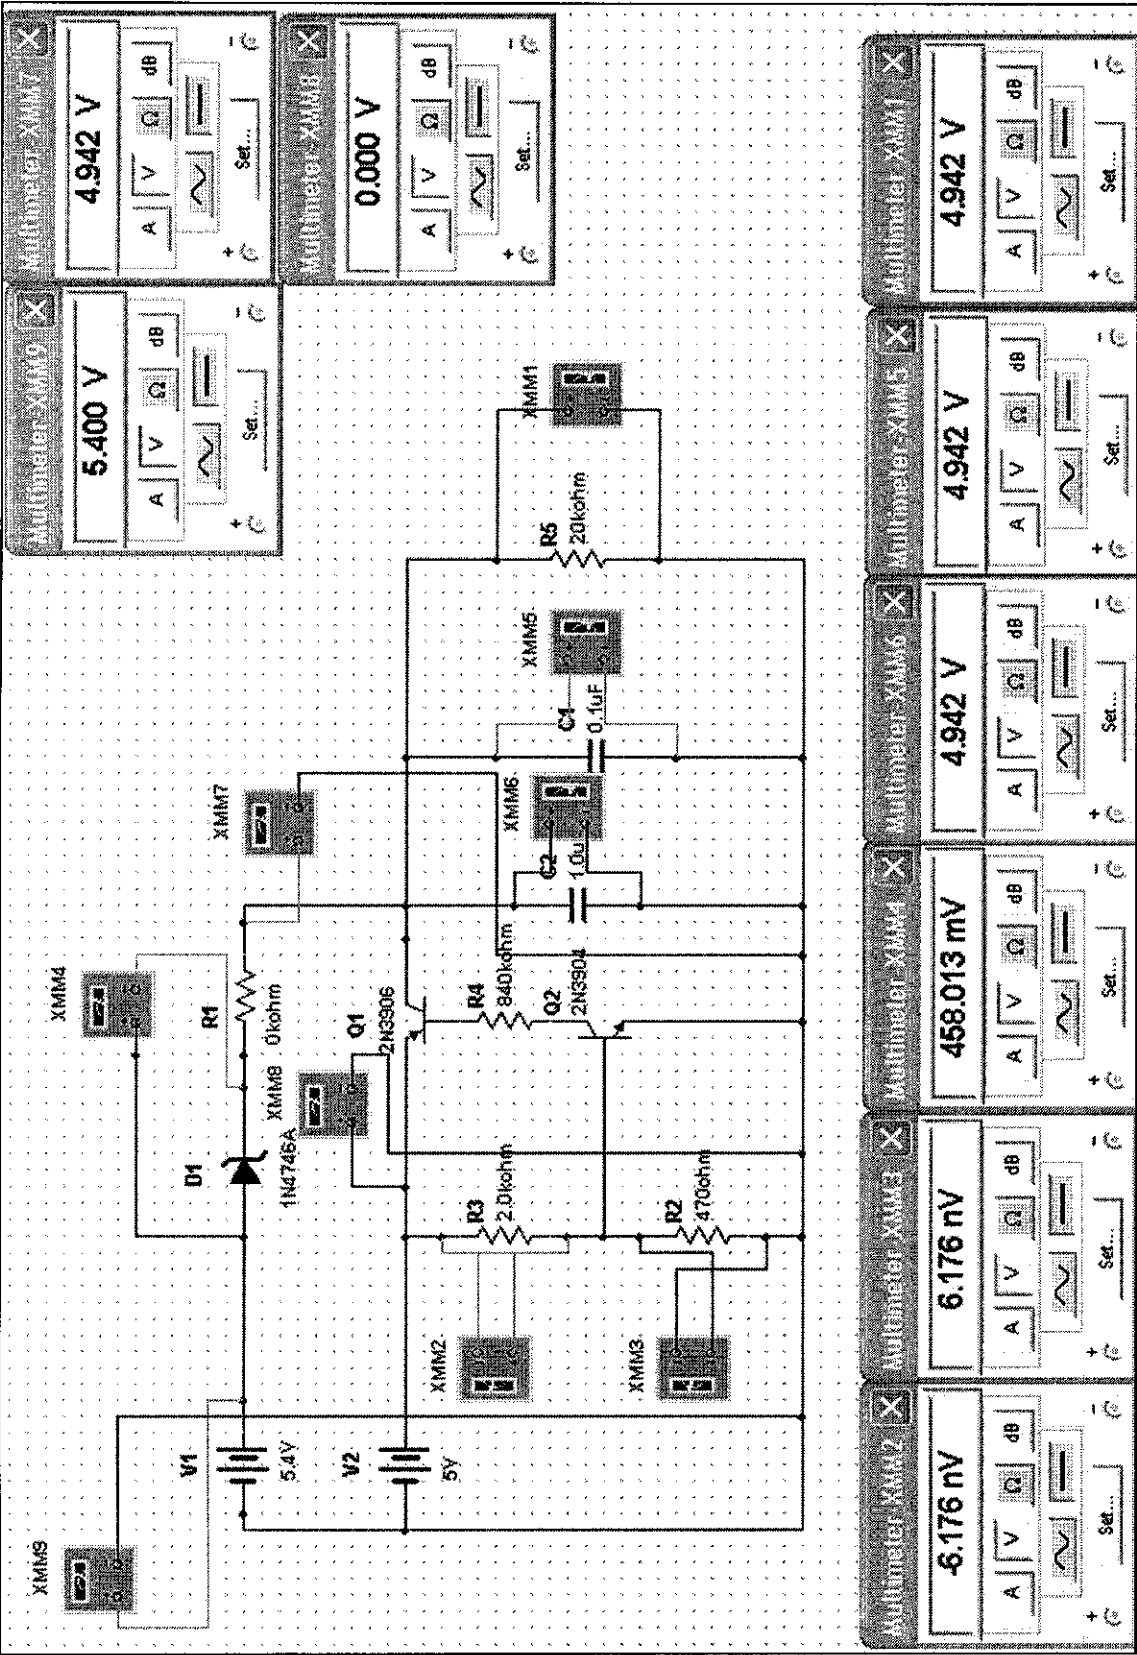 XMM9
V1
5.4V
V2
5V
XMM4
D1
1N4746A
R1
0kohm
XMM8
Q1
2N3906
XMM7
XMM2
R3
2.0kohm
XMM3
R2
470ohm
R4
840kohm
Q2
2N3904
C2
1.0u
XMM6
C1
0.1uF
XMM5
R5
20kohm
XMM1
Multimeter-XMM9
5.400 V
A V Ω dB
Set...
+ -
Multimeter-XMM7
4.942 V
A V Ω dB
Set...
+ -
Multimeter-XMM8
0.000 V
A V Ω dB
Set...
+ -
Multimeter-XMM2
-6.176 nV
A V Ω dB
Set...
+ -
Multimeter-XMM3
6.176 nV
A V Ω dB
Set...
+ -
Multimeter-XMM4
458.013 mV
A V Ω dB
Set...
+ -
Multimeter-XMM6
4.942 V
A V Ω dB
Set...
+ -
Multimeter-XMM5
4.942 V
A V Ω dB
Set...
+ -
Multimeter-XMM1
4.942 V
A V Ω dB
Set...
+ -